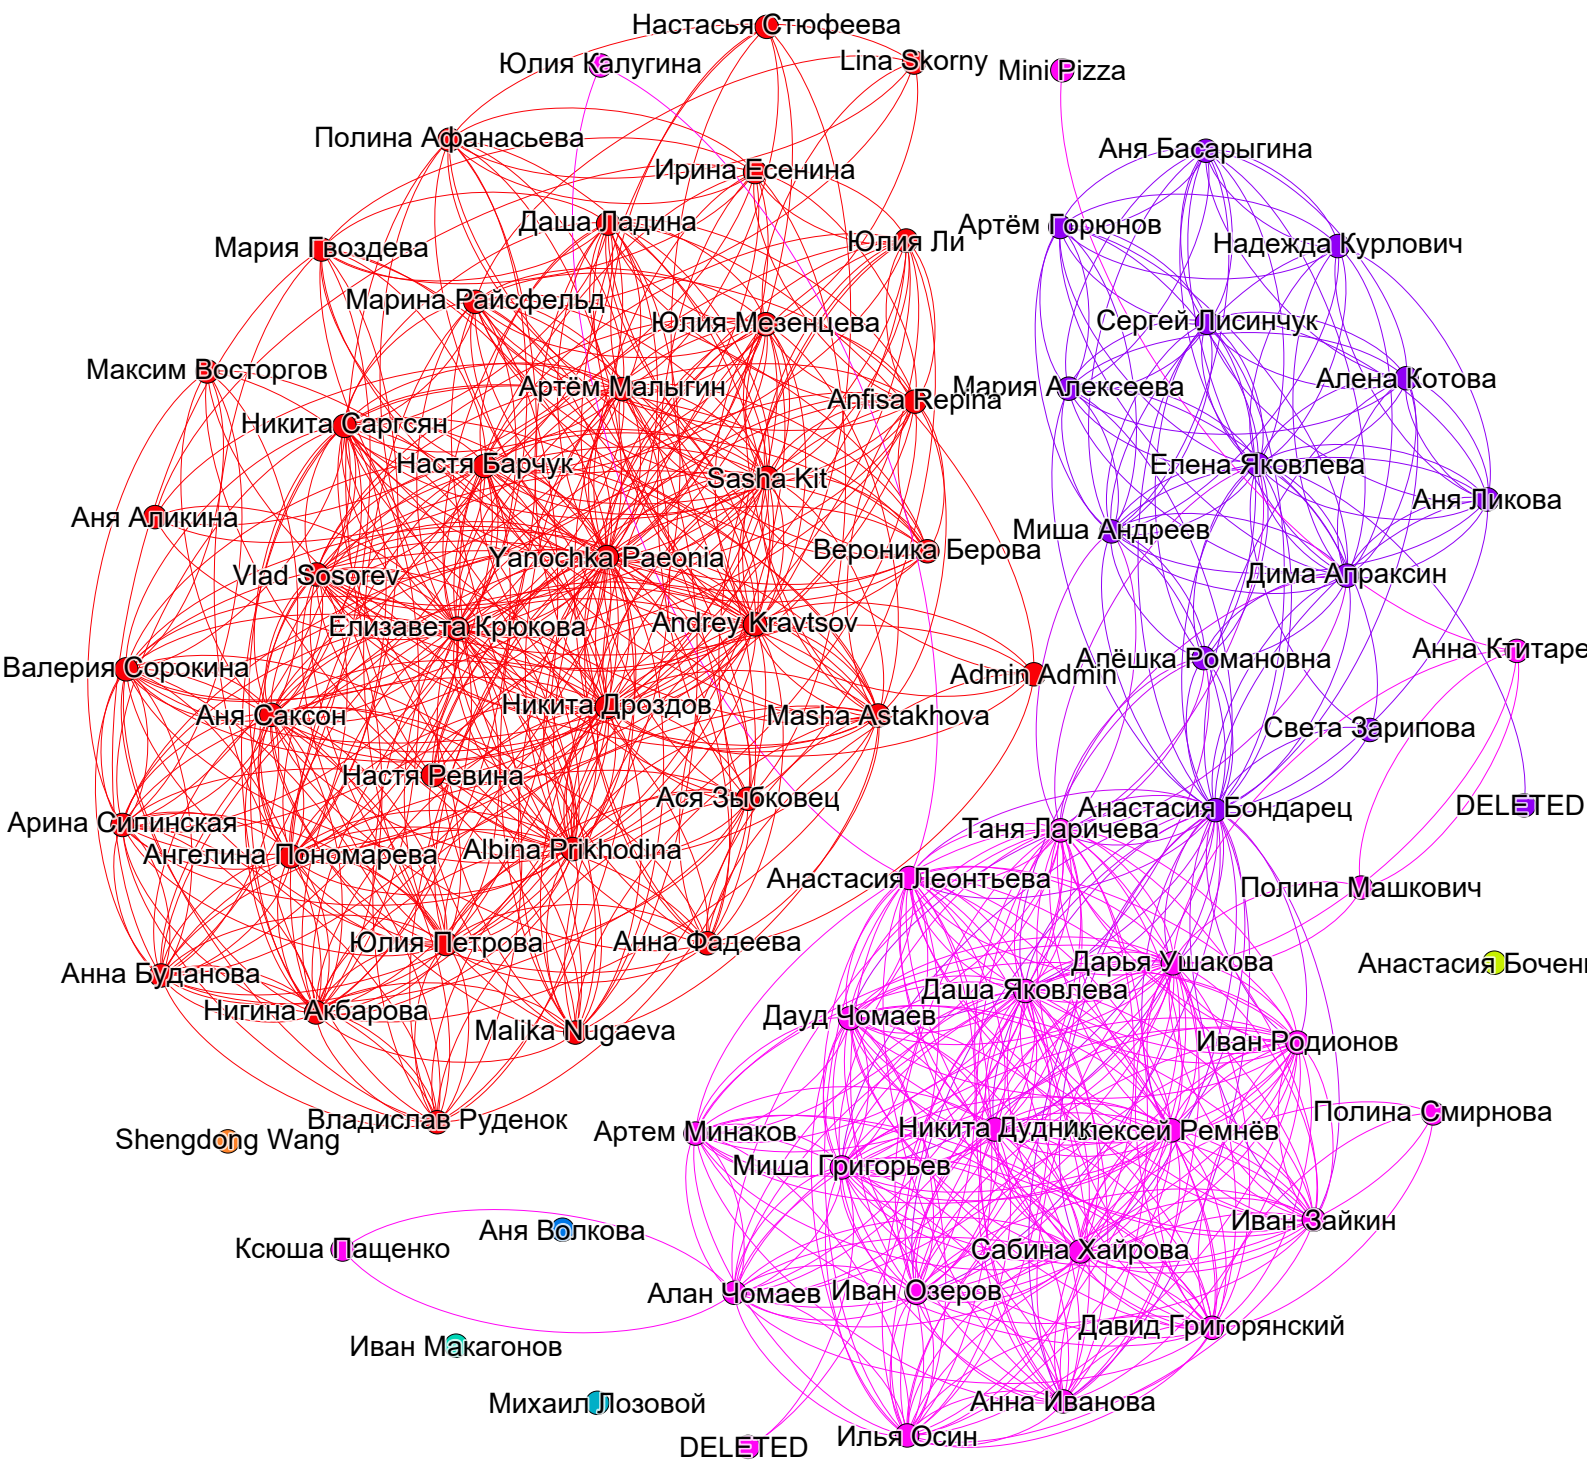 Настасья Стюфеева
Юлия Калугина
Lina Skorny
Mini Pizza
Полина Афанасьева
Аня Басарыгина
Ирина Есенина
Даша Ладина
Артём Горюнов
Мария Гвоздева
Юлия Ли
Надежда Курлович
Марина Райсфельд
Юлия Мезенцева
Сергей Лисинчук
Максим Восторгов
Артём Малыгин
Anfisa Repina
Мария Алексеева
Алена Котова
Никита Саргсян
Настя Барчук
Sasha Kit
Елена Яковлева
Аня Ликова
Аня Аликина
Миша Андреев
Yanochka Paeonia
Вероника Берова
Vlad Sosorev
Дима Апраксин
Елизавета Крюкова
Andrey Kravtsov
Анна Ктитаре
Валерия Сорокина
Admin Admin
Алёшка Романовна
Аня Саксон
Никита Дроздов
Masha Astakhova
Света Зарипова
Настя Ревина
Ася Зыбковец
Анастасия Бондарец
DELETED
Арина Силинская
Таня Ларичева
Ангелина Пономарева
Albina Prikhodina
Анастасия Леонтьева
Полина Машкович
Юлия Петрова
Анна Фадеева
Анна Буданова
Дарья Ушакова
Анастасия Бочен
Даша Яковлева
Нигина Акбарова
Malika Nugaeva
Дауд Чомаев
Иван Родионов
Владислав Руденок
Shengdong Wang
Артем Минаков
Никита Дудник
Алексей Ремнёв
Полина Смирнова
Миша Григорьев
Аня Волкова
Иван Зайкин
Ксюша Пащенко
Сабина Хайрова
Алан Чомаев
Иван Озеров
Давид Григорянский
Иван Макагонов
Михаил Лозовой
Анна Иванова
DELETED
Илья Осин